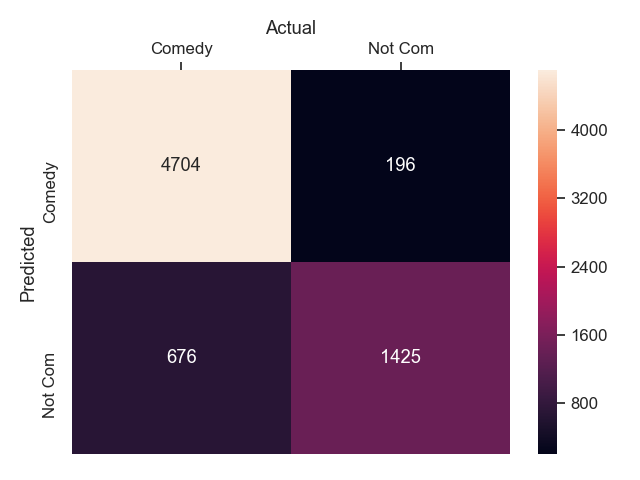 Actual
Comedy Not Com
Predicted
Comedy
Not Com
4704 196
676 1425
4000
3200
2400
1600
800